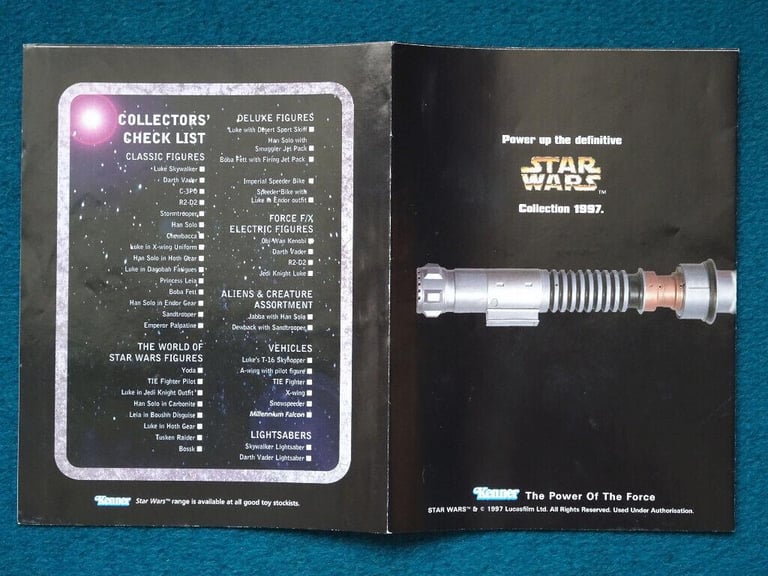 COLLECTORS'
CHECK LIST
CLASSIC FIGURES
Luke Skywalker
Darth Vader
C-3PO
R2-D2
Stormtrooper
Han Solo
Chewbacca
Luke in X-wing Uniform
Han Solo in Hoth Gear
Luke in Dagobah Fatigues
Princess Leia
Boba Fett
Han Solo in Endor Gear
Sandtrooper
Emperor Palpatine
THE WORLD OF
STAR WARS FIGURES
Yoda
TIE Fighter Pilot
Luke in Jedi Knight Outfit
Han Solo in Carbonite
Leia in Boushh Disguise
Luke in Hoth Gear
Tusken Raider
Bossk
DELUXE FIGURES
Luke with Desert Sport Skiff
Han Solo with
Smuggler Jet Pack
Boba Fett with Firing Jet Pack
Imperial Speeder Bike
Speeder Bike with
Luke in Endor outfit
FORCE F/X
ELECTRIC FIGURES
Obi-Wan Kenobi
Darth Vader
R2-D2
Jedi Knight Luke
ALIENS & CREATURE
ASSORTMENT
Jabba with Han Solo
Dewback with Sandtrooper
VEHICLES
Luke's T-16 Skyhopper
A-wing with pilot figure
TIE Fighter
X-wing
Snowspeeder
Millennium Falcon
LIGHTSABERS
Skywalker Lightsaber
Darth Vader Lightsaber
Kenner Star Wars™ range is available at all good toy stockists.
Power up the definitive
STAR
WARS™
Collection 1997.
Kenner The Power Of The Force
STAR WARS™ & © 1997 Lucasfilm Ltd. All Rights Reserved. Used Under Authorisation.